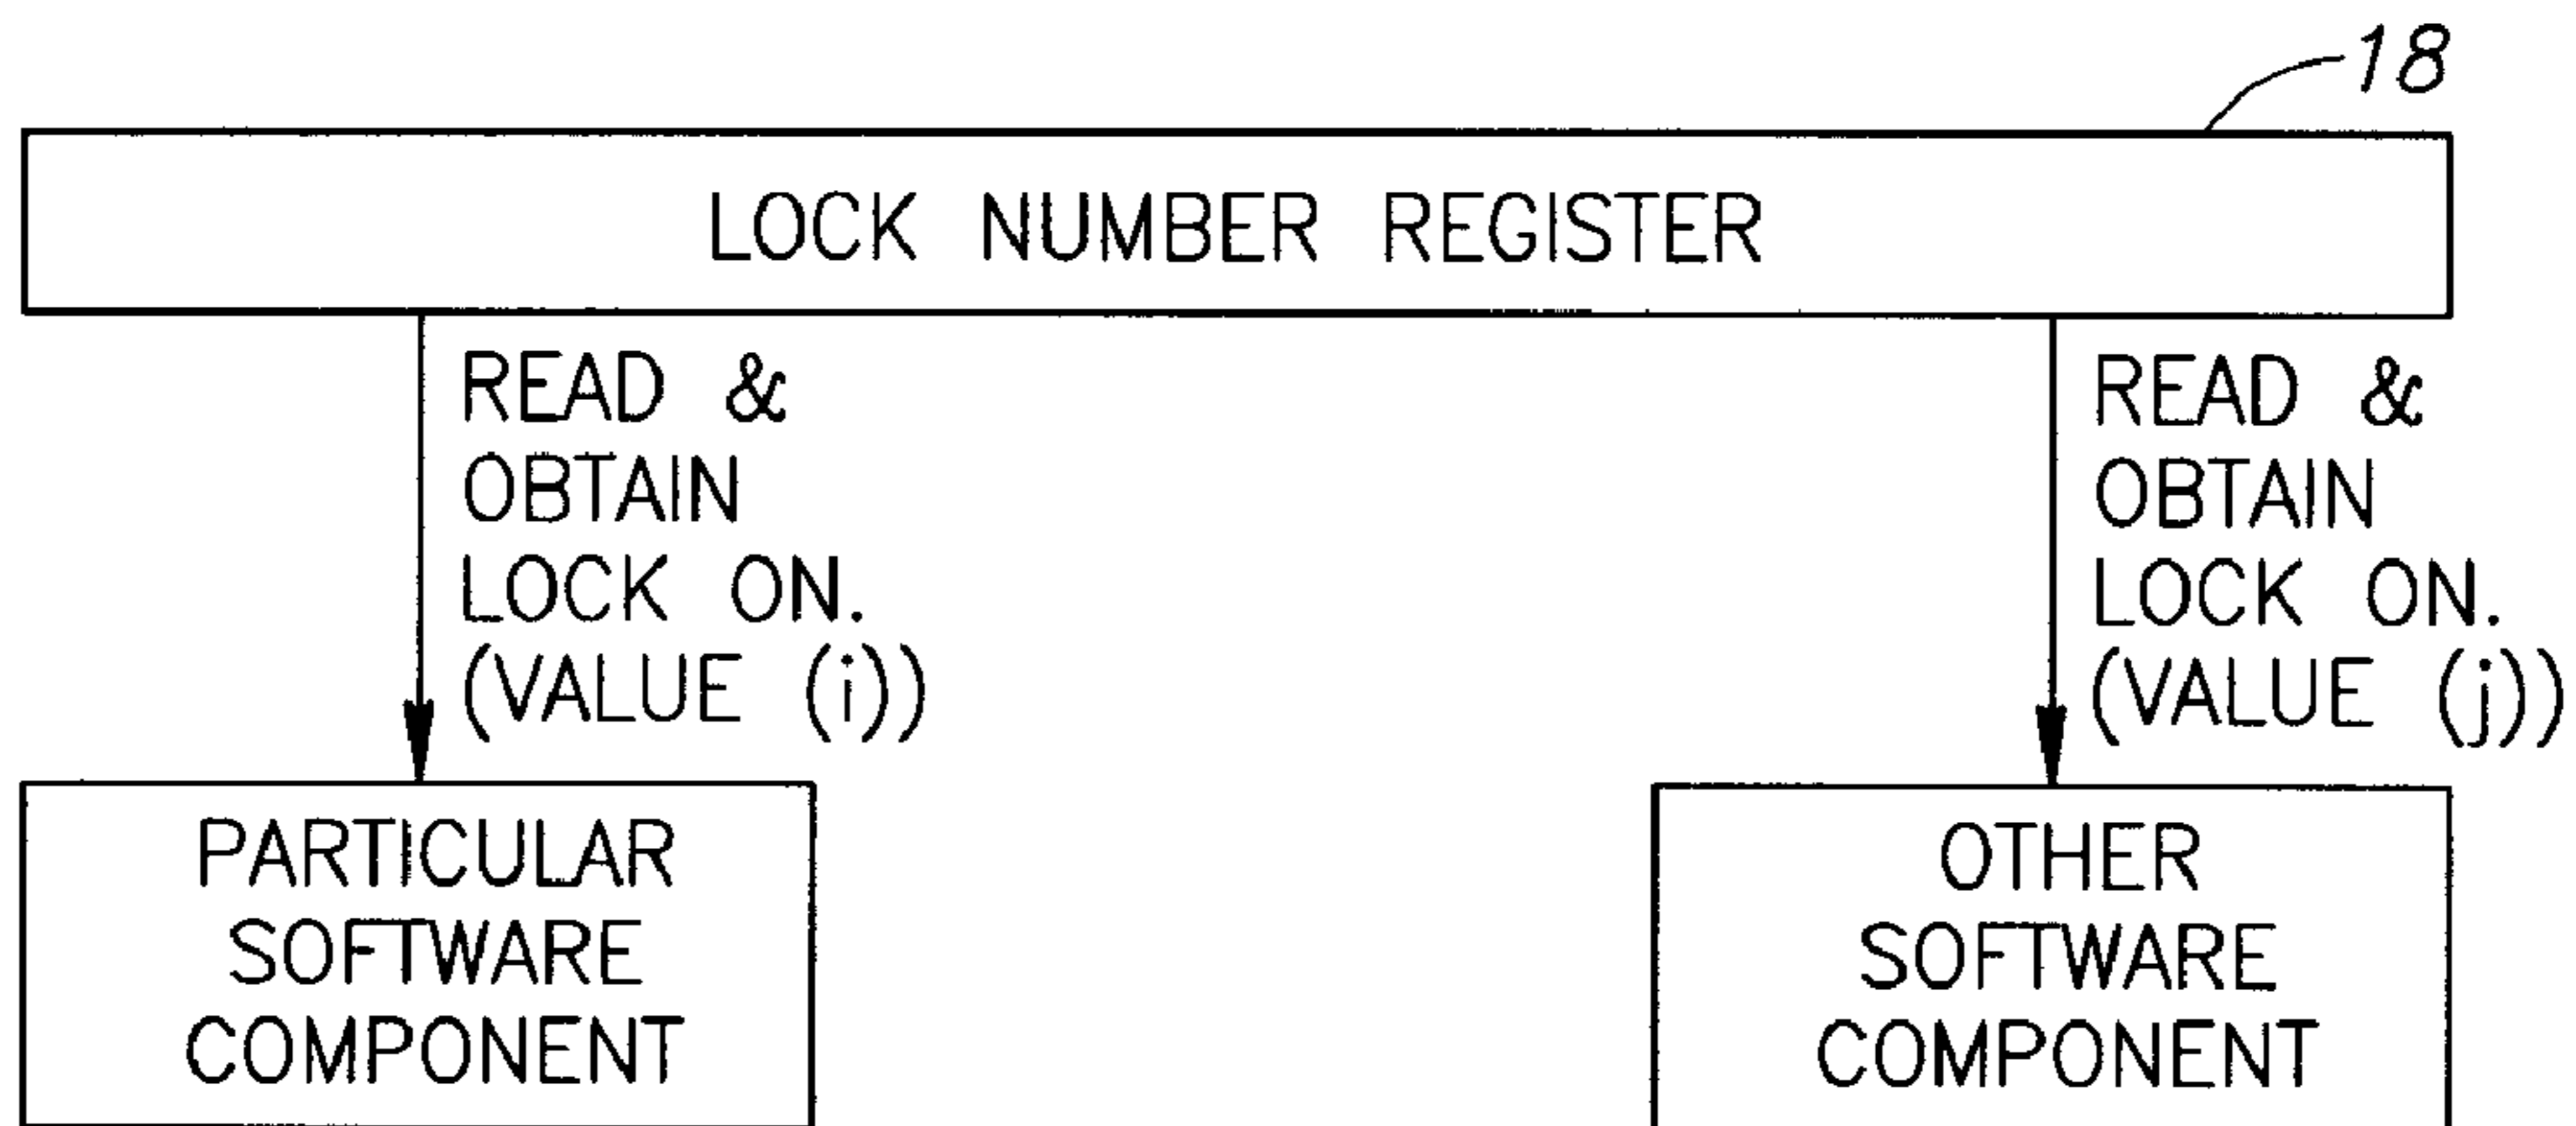 18
LOCK NUMBER REGISTER
READ &
OBTAIN
LOCK ON.
(VALUE (i))
READ &
OBTAIN
LOCK ON.
(VALUE (j))
PARTICULAR
SOFTWARE
COMPONENT
OTHER
SOFTWARE
COMPONENT